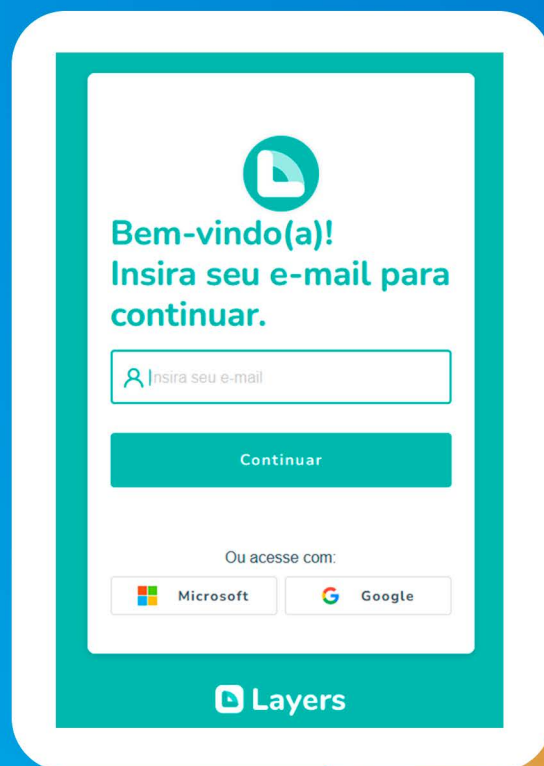 Bem-vindo(a)!
Insira seu e-mail para
continuar.
Insira seu e-mail
Continuar
Ou acesse com:
Microsoft
Google
Layers